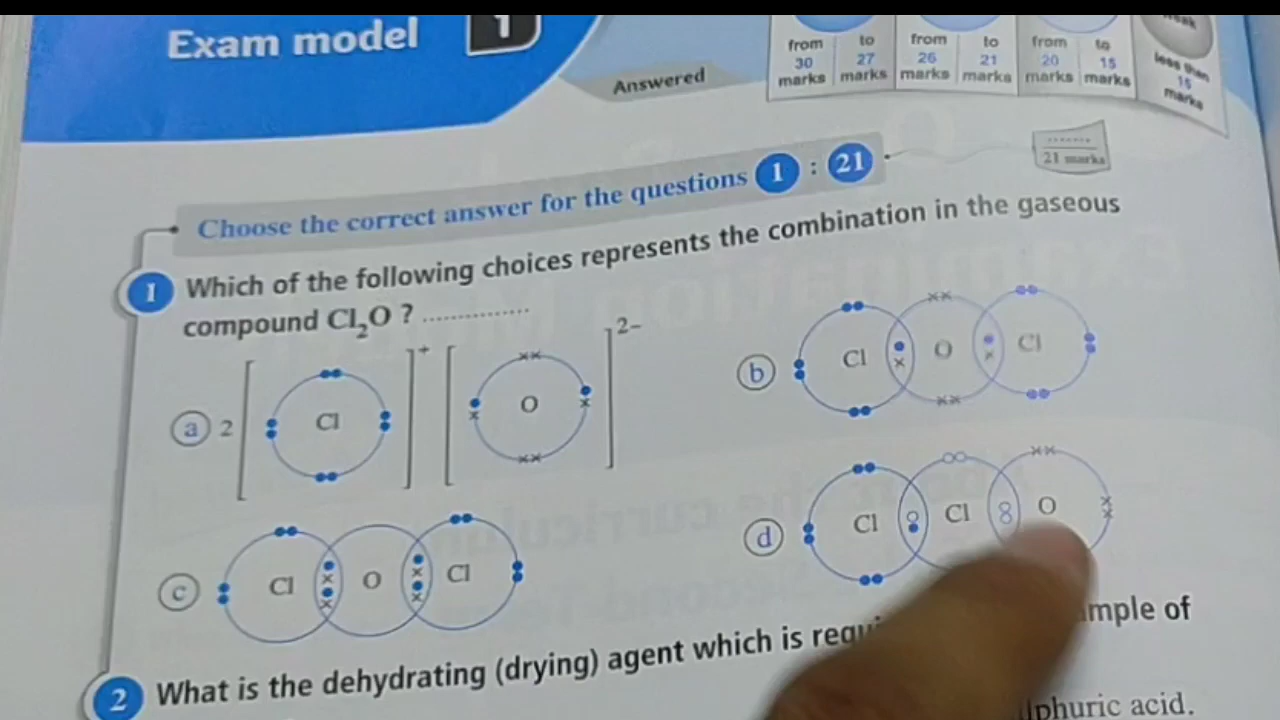 Exam model 1
Answered
from 30 marks to 27 marks
from 26 marks to 21 marks
from 20 marks to 15 marks
less than 15 marks
21 marks
Choose the correct answer for the questions 1 : 21
1 Which of the following choices represents the combination in the gaseous
compound Cl₂O ? ..............
a 2 [ Cl ]+ [ O ]2–
b Cl O Cl
c Cl O Cl
d Cl Cl O
2 What is the dehydrating (drying) agent which is
of
acid.